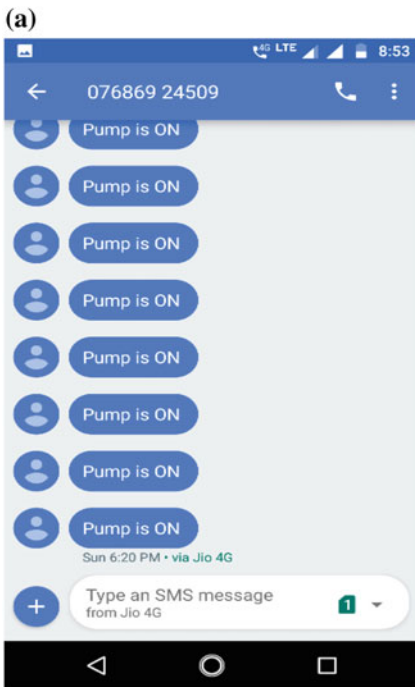 (a)
4G LTE 8:53
076869 24509
Pump is ON
Pump is ON
Pump is ON
Pump is ON
Pump is ON
Pump is ON
Pump is ON
Pump is ON
Sun 6:20 PM • via Jio 4G
Type an SMS message
from Jio 4G
1